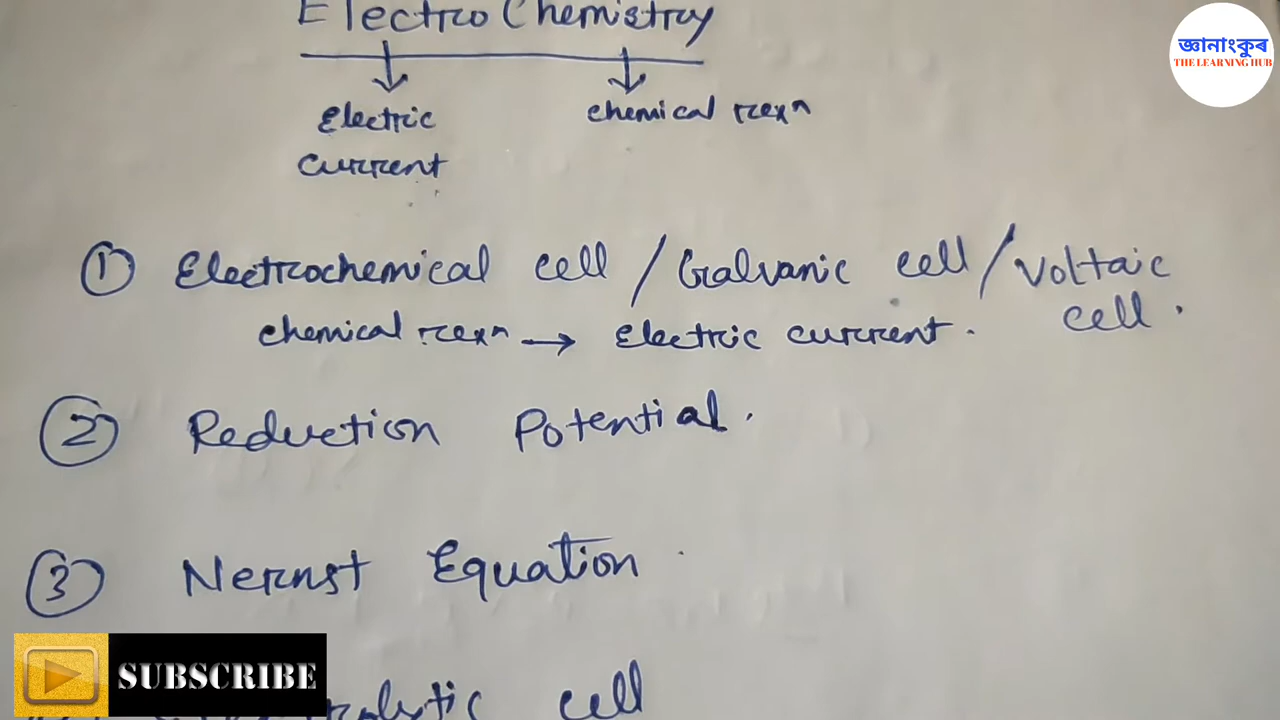 ElectroChemistry
জ্ঞানাংকুৰ
THE LEARNING HUB
Electric chemical rexⁿ
current
① Electrochemical cell / Galvanic cell / Voltaic
cell.
chemical rexⁿ → Electric current.
② Reduction Potential.
③ Nernst Equation
SUBSCRIBE
cell